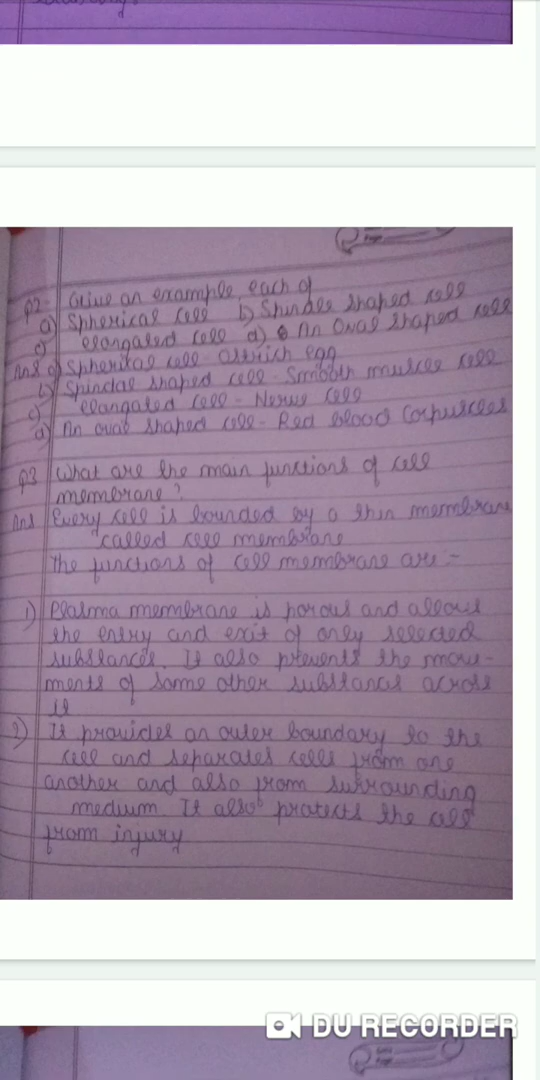 Q2- Give an example each of
a) Spherical cell b) Spindle shaped cell
c) elangated cell d) An Oval shaped cell
Ans a) Spherical cell- Ostrich egg
b) Spindal shaped cell- Smooth muscle cell
c) elangated cell - Nerve cell
d) An oval shaped cell- Red blood Corpuscles
Q3 What are the main functions of cell
membrane?
Ans Every cell is bounded by a thin membrane
called cell membrane
The functions of cell membrane are :-
1) Plasma membrane is porous and allows
the entry and exit of only selected
substances. It also prevents the move-
ments of some other substances across
it
2) It provides an outer boundary to the
cell and separates cells from one
another and also from surrounding
medium It also protects the cell
from injury
DU RECORDER